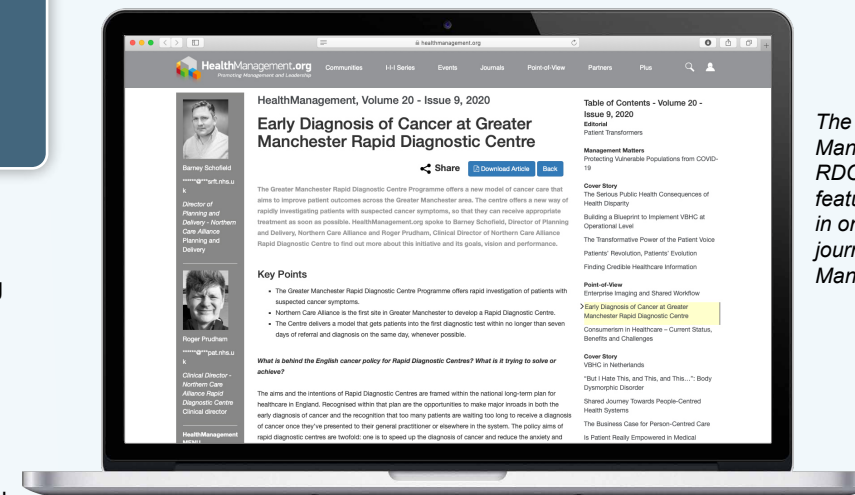 healthmanagement.org
HealthManagement.org
Promoting Management and Leadership
Communities
I-I-I Series
Events
Journals
Point-of-View
Partners
Plus
Barney Schofield
******@***srft.nhs.u
k
Director of
Planning and
Delivery - Northern
Care Alliance
Planning and
Delivery
Roger Prudham
******@***pat.nhs.u
k
Clinical Director -
Northern Care
Alliance Rapid
Diagnostic Centre
Clinical director
HealthManagement
HealthManagement, Volume 20 - Issue 9, 2020
Early Diagnosis of Cancer at Greater
Manchester Rapid Diagnostic Centre
Share
Download Article
Back
The Greater Manchester Rapid Diagnostic Centre Programme offers a new model of cancer care that
aims to improve patient outcomes across the Greater Manchester area. The centre offers a new way of
rapidly investigating patients with suspected cancer symptoms, so that they can receive appropriate
treatment as soon as possible. HealthManagement.org spoke to Barney Schofield, Director of Planning
and Delivery, Northern Care Alliance and Roger Prudham, Clinical Director of Northern Care Alliance
Rapid Diagnostic Centre to find out more about this initiative and its goals, vision and performance.
Key Points
• The Greater Manchester Rapid Diagnostic Centre Programme offers rapid investigation of patients with
suspected cancer symptoms.
• Northern Care Alliance is the first site in Greater Manchester to develop a Rapid Diagnostic Centre.
• The Centre delivers a model that gets patients into the first diagnostic test within no longer than seven
days of referral and diagnosis on the same day, whenever possible.
What is behind the English cancer policy for Rapid Diagnostic Centres? What is it trying to solve or
achieve?
The aims and the intentions of Rapid Diagnostic Centres are framed within the national long-term plan for
healthcare in England. Recognised within that plan are the opportunities to make major inroads in both the
early diagnosis of cancer and the recognition that too many patients are waiting too long to receive a diagnosis
of cancer once they've presented to their general practitioner or elsewhere in the system. The policy aims of
rapid diagnostic centres are twofold: one is to speed up the diagnosis of cancer and reduce the anxiety and
Table of Contents - Volume 20 -
Issue 9, 2020
Editorial
Patient Transformers
Management Matters
Protecting Vulnerable Populations from COVID-
19
Cover Story
The Serious Public Health Consequences of
Health Disparity
Building a Blueprint to Implement VBHC at
Operational Level
The Transformative Power of the Patient Voice
Patients' Revolution, Patients' Evolution
Finding Credible Healthcare Information
Point-of-View
Enterprise Imaging and Shared Workflow
Early Diagnosis of Cancer at Greater
Manchester Rapid Diagnostic Centre
Consumerism in Healthcare – Current Status,
Benefits and Challenges
Cover Story
VBHC in Netherlands
"But I Hate This, and This, and This…": Body
Dysmorphic Disorder
Shared Journey Towards People-Centred
Health Systems
The Business Case for Person-Centred Care
Is Patient Really Empowered in Medical
The
Man
RDC
featu
in on
journ
Man